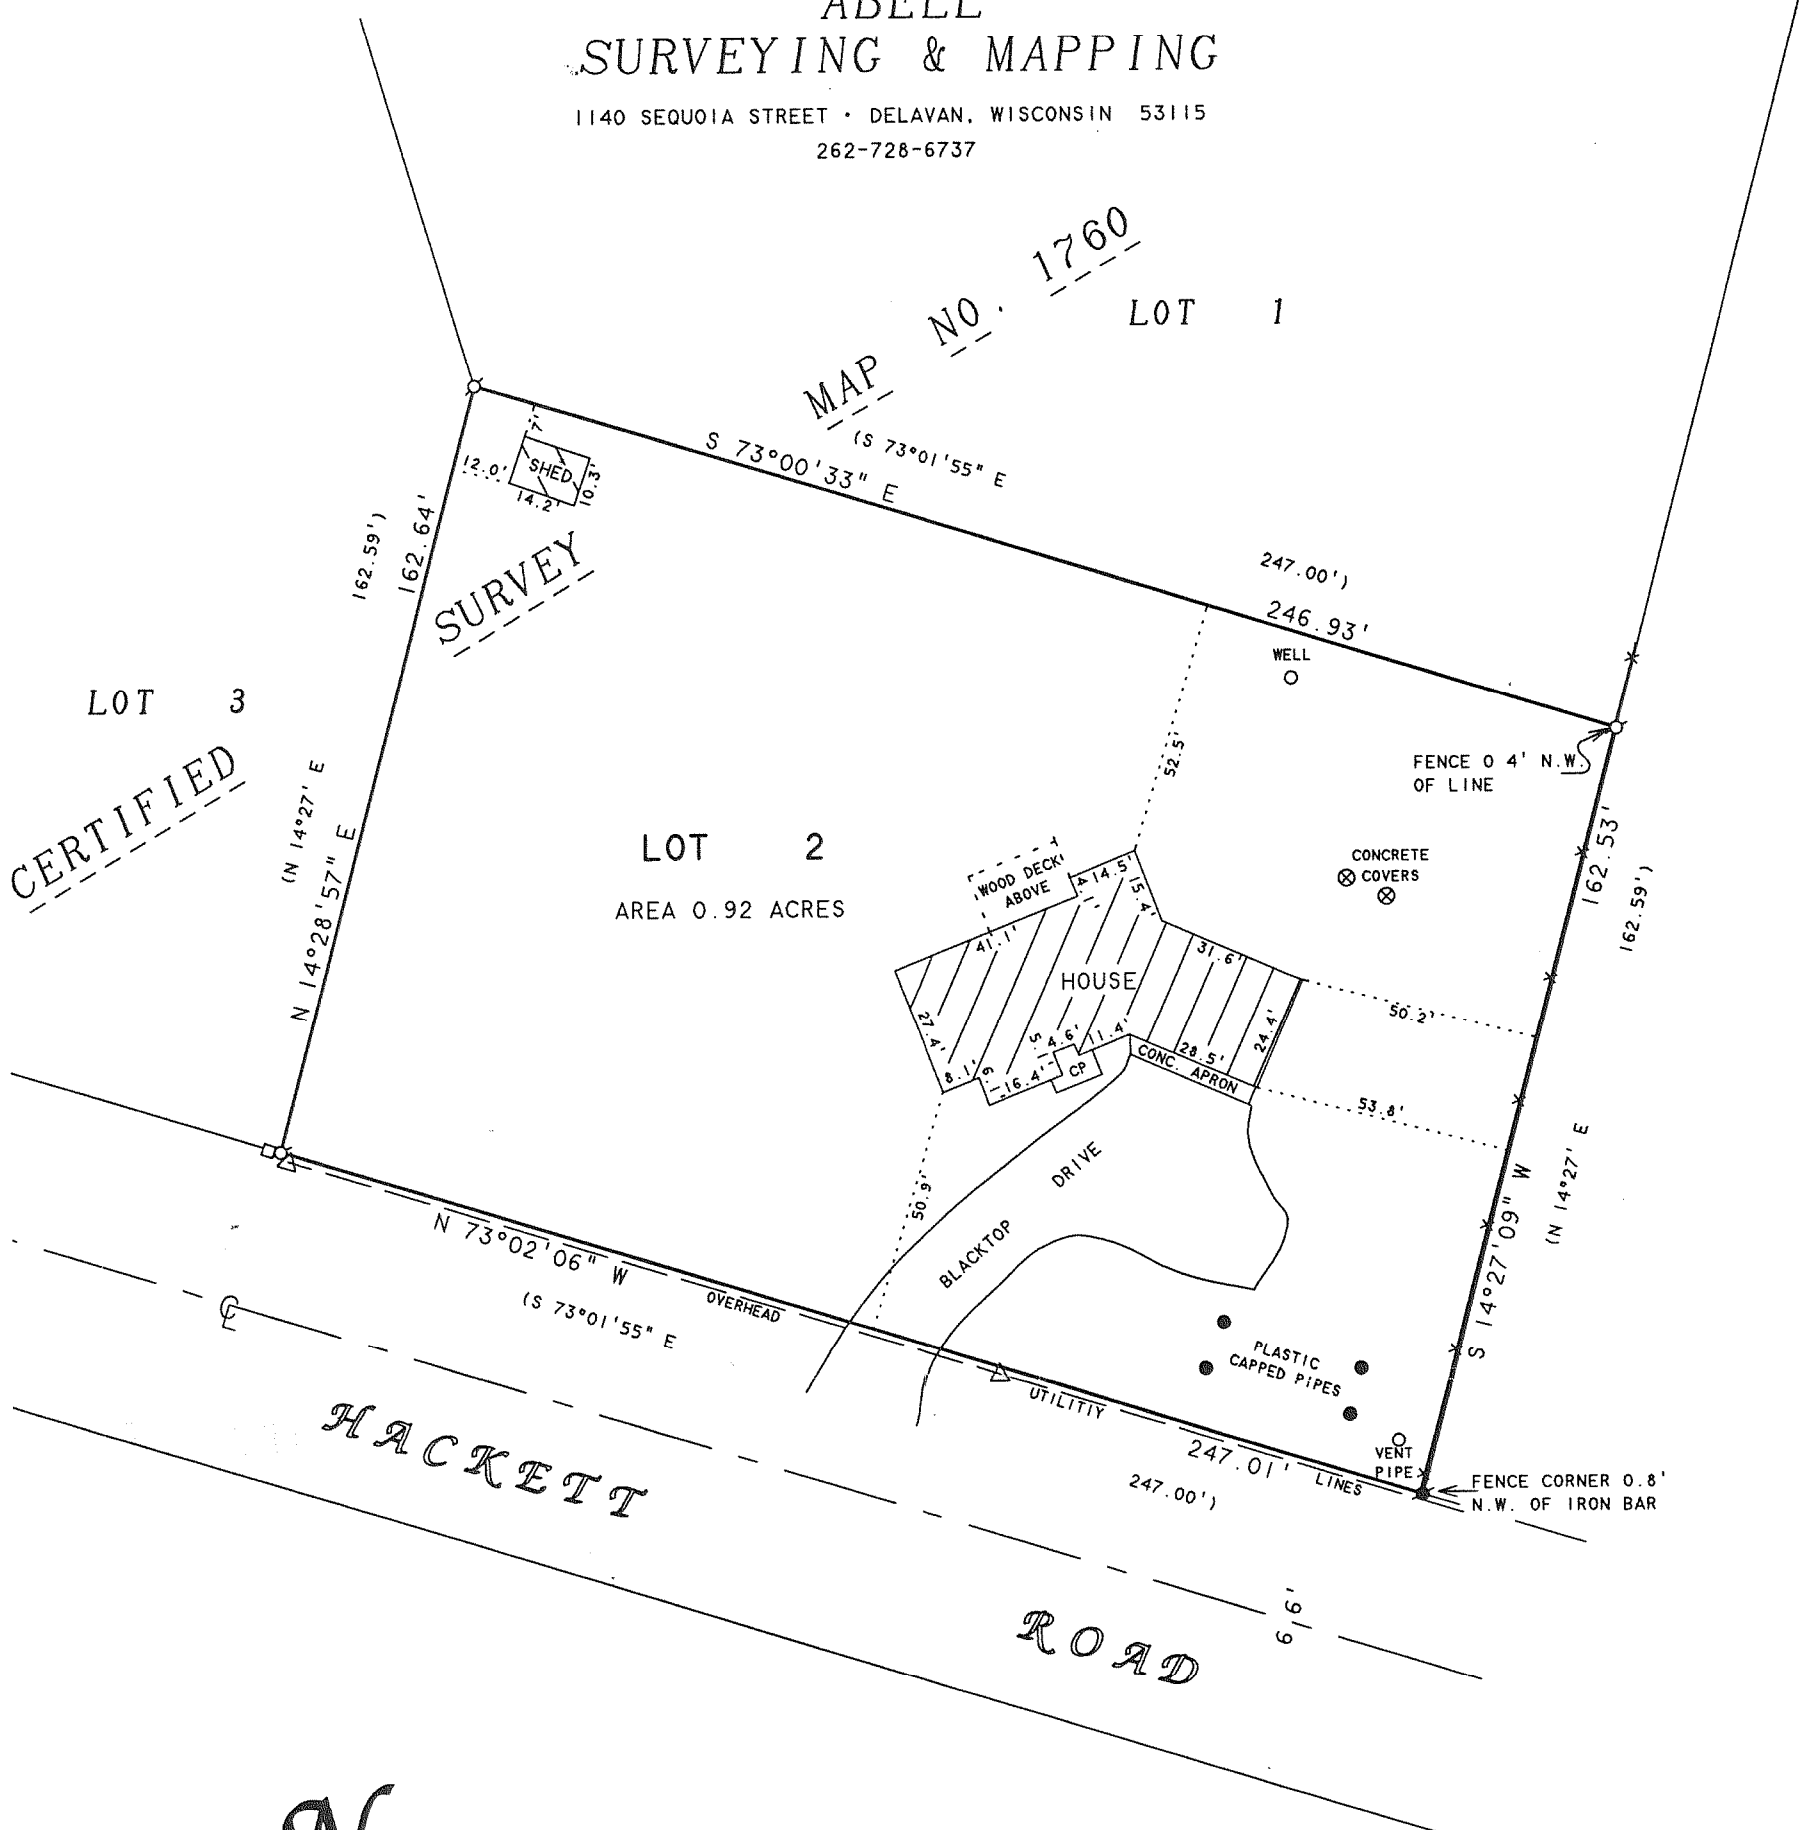 ABELL
SURVEYING & MAPPING
1140 SEQUOIA STREET • DELAVAN, WISCONSIN 53115
262-728-6737
CERTIFIED
SURVEY
MAP
NO. 1760
LOT 1
S 73°00'33" E
(S 73°01'55" E
247.00')
246.93'
7'
SHED
12.0'
10.3'
14.2'
162.59')
162.64'
WELL
LOT 3
52.5'
FENCE 0 4' N.W.
OF LINE
(N 14°27' E
N 14°28'57" E
LOT 2
AREA 0.92 ACRES
WOOD DECK
ABOVE
CONCRETE
COVERS
162.53'
162.59')
14.5'
4.1'
15.4'
41.1'
31.6'
HOUSE
27.4'
24.4'
50.2'
5.
4.6'
11.4'
28.5'
8.1'
6.
16.4'
CP
CONC. APRON
53.8'
DRIVE
BLACKTOP
50.9'
S 14°27'09" W
(N 14°27' E
N 73°02'06" W
(S 73°01'55" E
OVERHEAD
UTILITIY
LINES
247.01'
247.00')
PLASTIC
CAPPED PIPES
VENT
PIPE
FENCE CORNER 0.8'
N.W. OF IRON BAR
CL
HACKETT
ROAD
66'
N